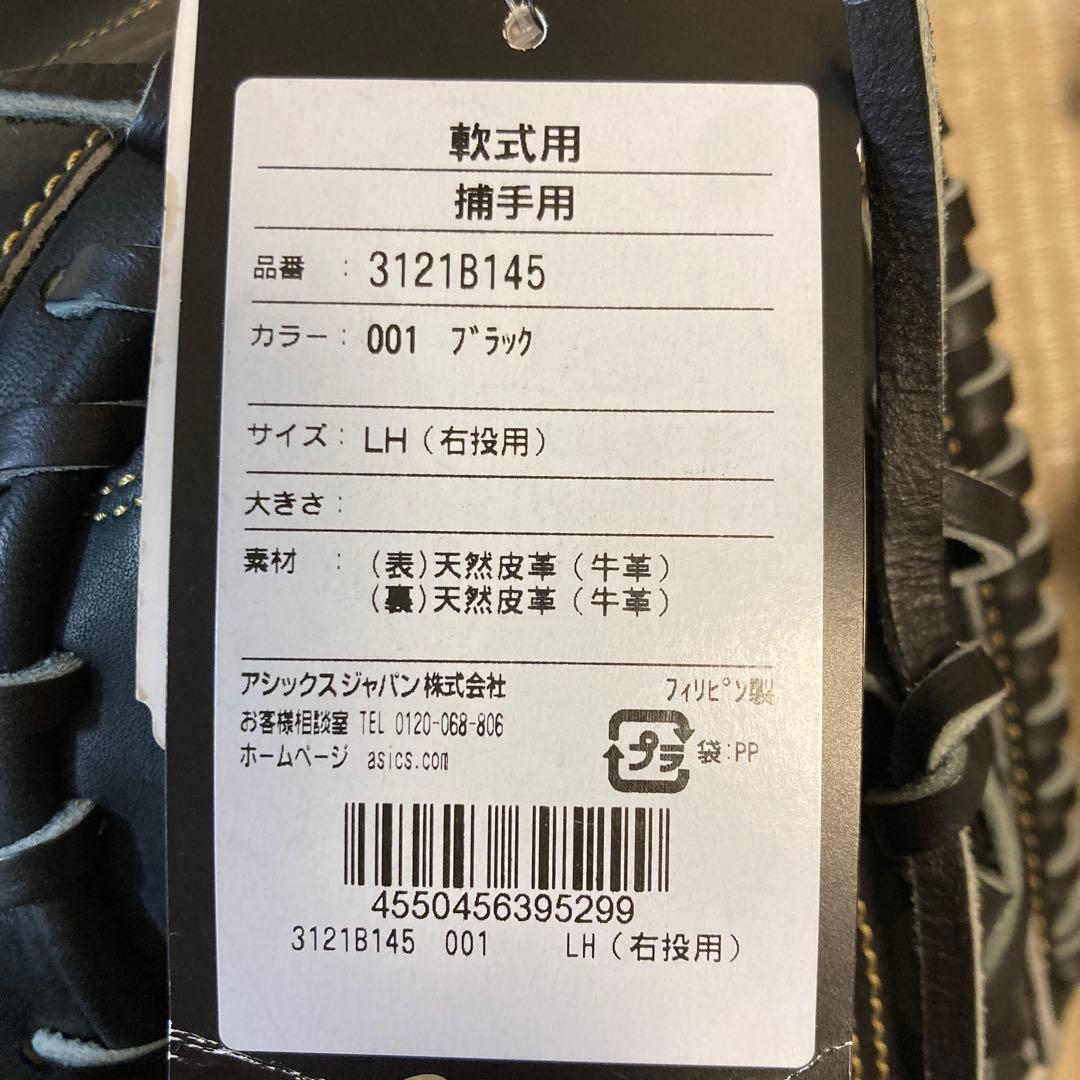 軟式用
捕手用
品番 : 3121B145
カラー: 001 ブラック
サイズ: LH(右投用)
大きさ:
素材 : (表)天然皮革(牛革)
(裏)天然皮革(牛革)
アシックスジャパン株式会社 フィリピン製
お客様相談室 TEL 0120-068-806
ホームページ asics.com
プラ 袋:PP
4550456395299
3121B145 001 LH(右投用)